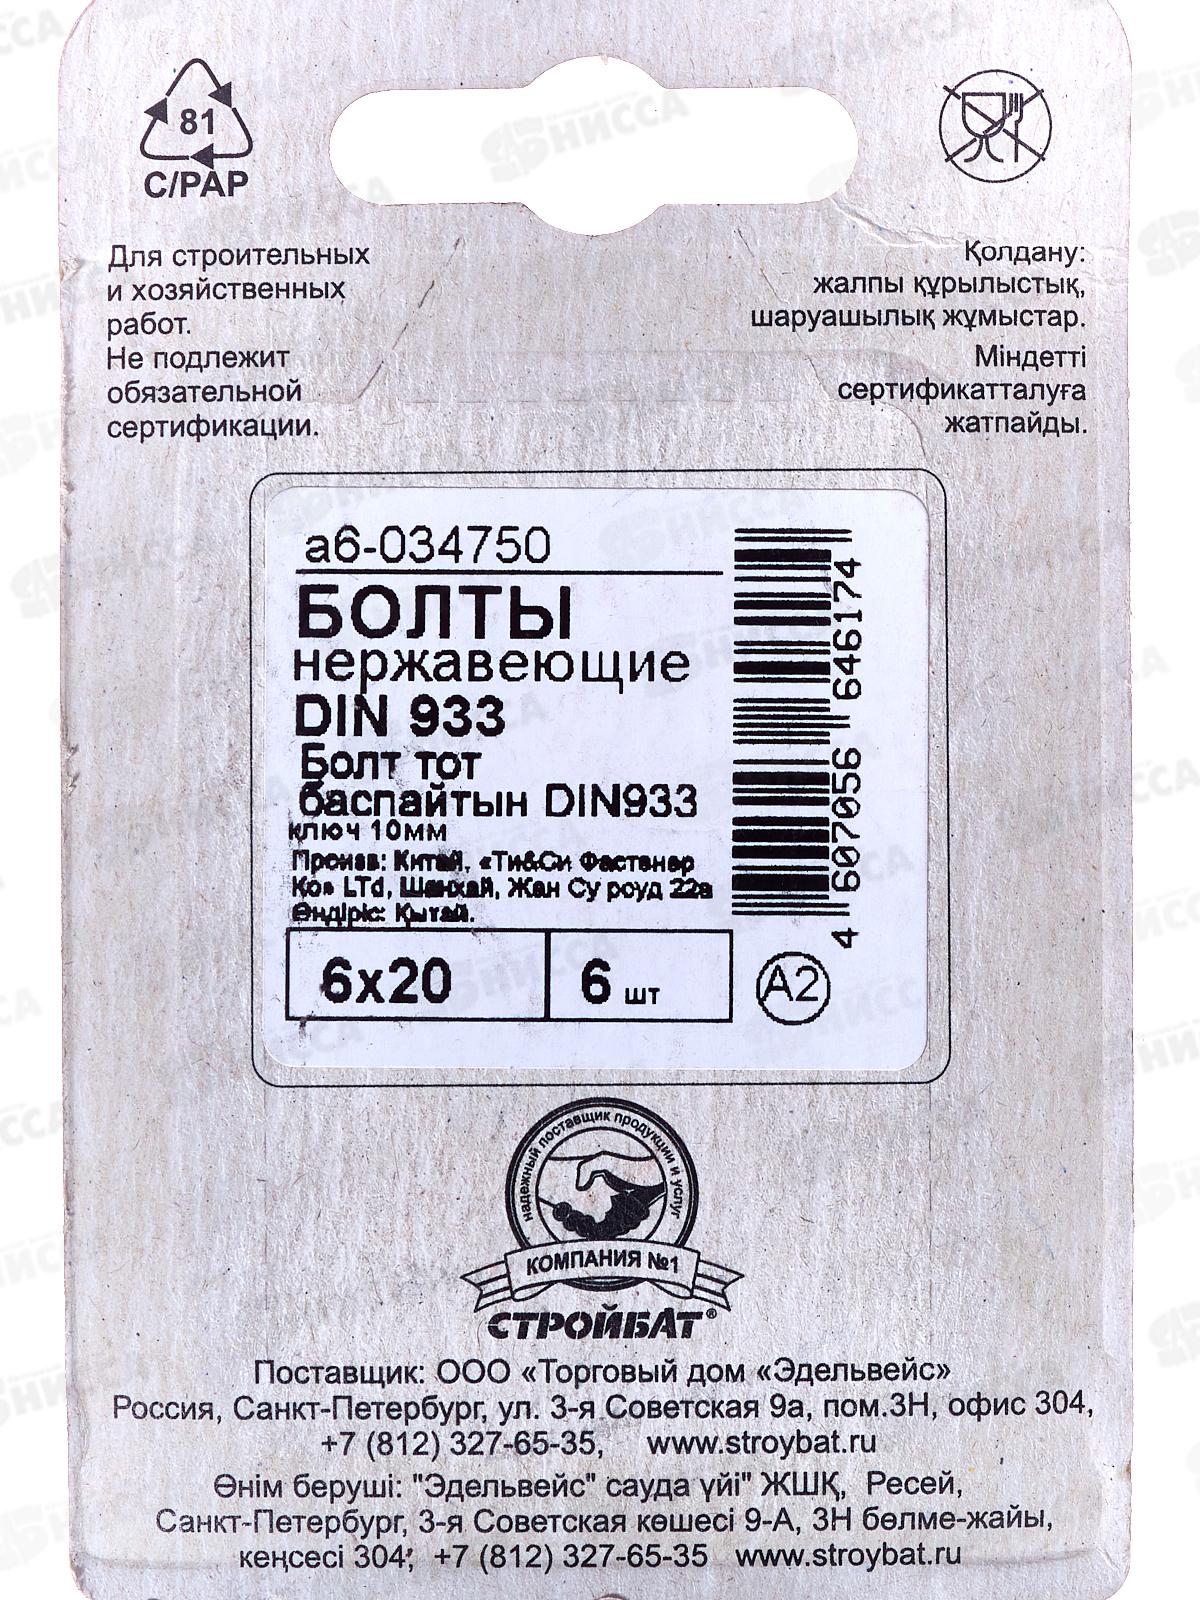 81
C/PAP
Для строительных
и хозяйственных
работ.
Не подлежит
обязательной
сертификации.
Қолдану:
жалпы құрылыстық,
шаруашылық жұмыстар.
Міндетті
сертификатталуға
жатпайды.
а6-034750
БОЛТЫ
нержавеющие
DIN 933
Болт тот
баспайтын DIN933
ключ 10мм
Произв: Китай, «Ти&Си Фастенер
Ко» LTd, Шанхай, Жан Су роуд 22а
Өндіріс: Қытай.
6х20
6 шт
A2
4 607056 646174
надежный поставщик продукции и услуг
КОМПАНИЯ №1
СТРОЙБАТ®
Поставщик: ООО «Торговый дом «Эдельвейс»
Россия, Санкт-Петербург, ул. 3-я Советская 9а, пом.3Н, офис 304,
+7 (812) 327-65-35, www.stroybat.ru
Өнім беруші: "Эдельвейс" сауда үйі" ЖШҚ, Ресей,
Санкт-Петербург, 3-я Советская көшесі 9-А, 3Н бөлме-жайы,
кеңсесі 304, +7 (812) 327-65-35 www.stroybat.ru
БНИССА